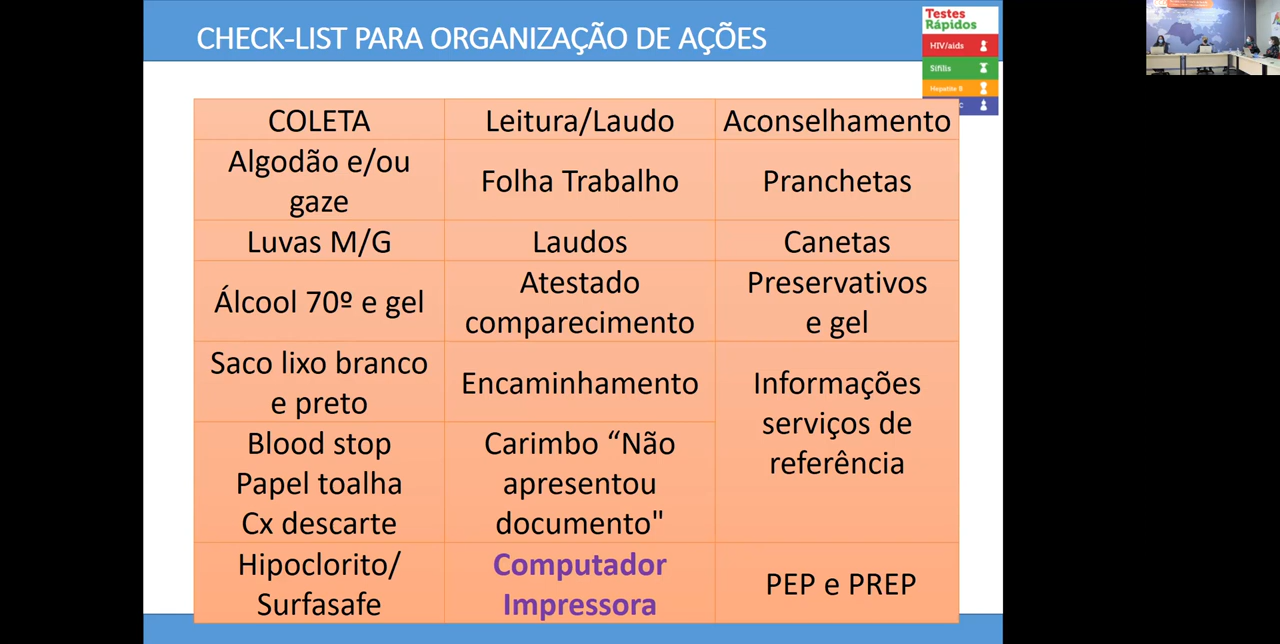 CHECK-LIST PARA ORGANIZAÇÃO DE AÇÕES
Testes
Rápidos
HIV/aids
Sífilis
Hepatite B
C
COLETA
Leitura/Laudo
Aconselhamento
Algodão e/ou
gaze
Folha Trabalho
Pranchetas
Luvas M/G
Laudos
Canetas
Álcool 70º e gel
Atestado
comparecimento
Preservativos
e gel
Saco lixo branco
e preto
Encaminhamento
Informações
serviços de
referência
Blood stop
Papel toalha
Cx descarte
Carimbo “Não
apresentou
documento"
Hipoclorito/
Surfasafe
Computador
Impressora
PEP e PREP